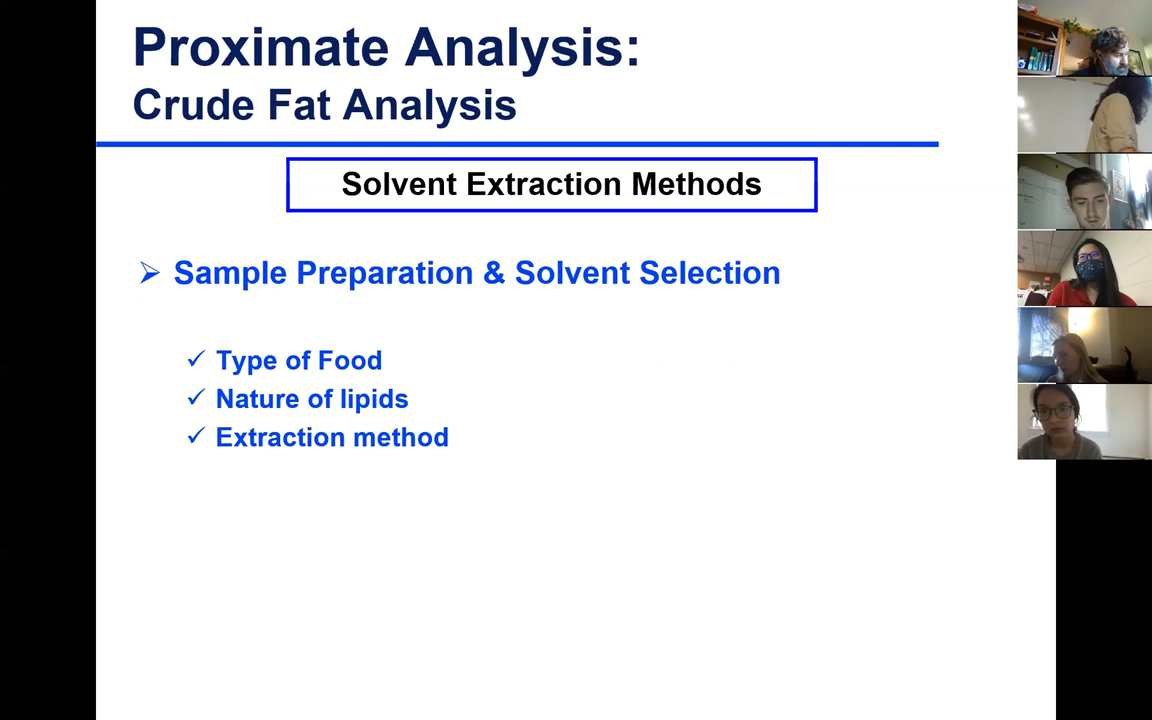 Proximate Analysis:
Crude Fat Analysis
Solvent Extraction Methods
➢ Sample Preparation & Solvent Selection
✓ Type of Food
✓ Nature of lipids
✓ Extraction method